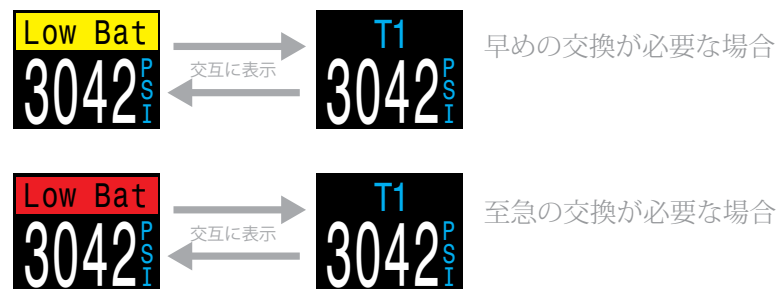 Low Bat
3042 PSI
交互に表示
T1
3042 PSI
早めの交換が必要な場合
Low Bat
3042 PSI
交互に表示
T1
3042 PSI
至急の交換が必要な場合